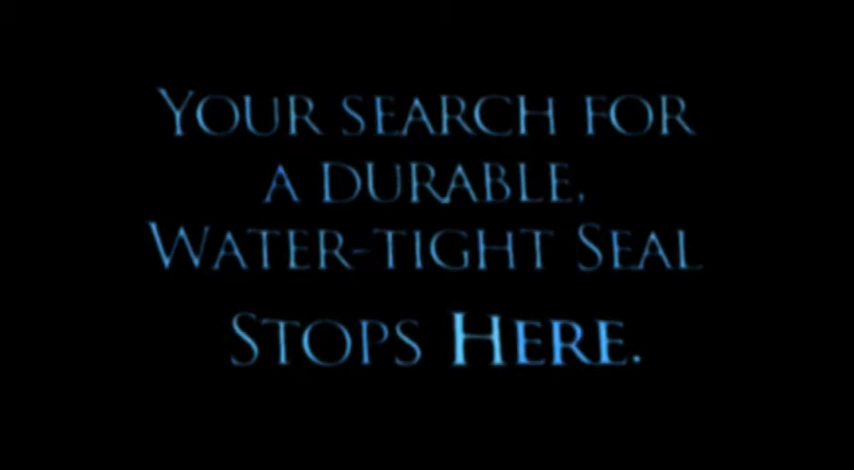 Your search for
a durable,
Water-tight Seal
Stops Here.